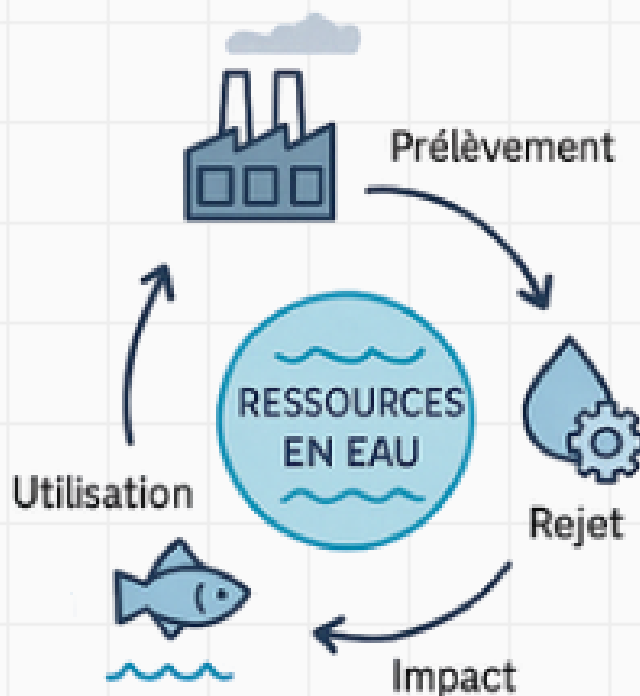 Prélèvement
RESSOURCES
EN EAU
Utilisation
Rejet
Impact